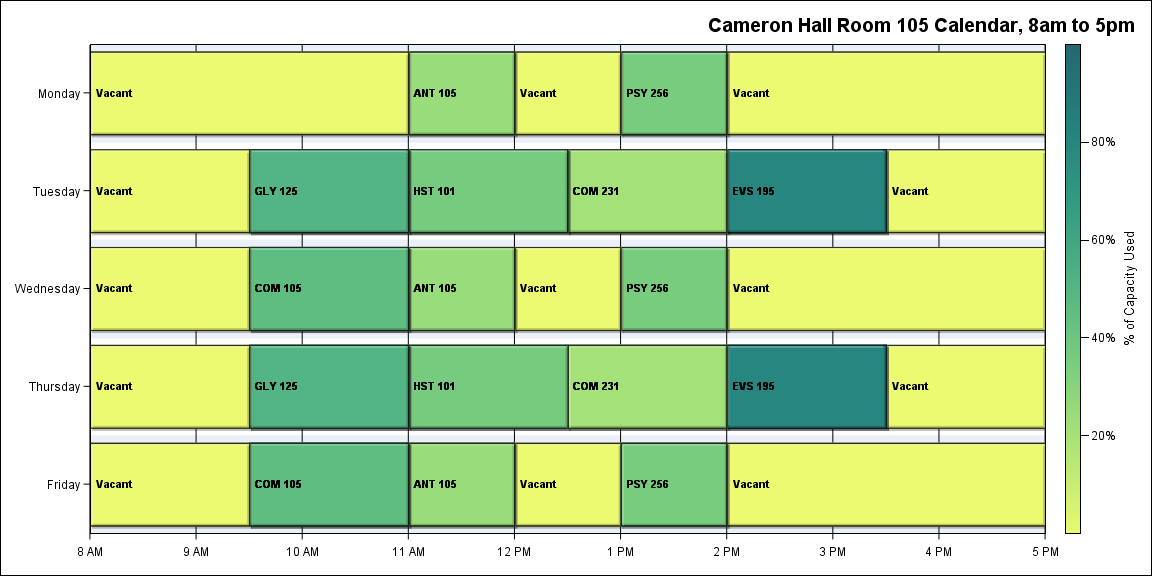 Cameron Hall Room 105 Calendar, 8am to 5pm
Monday
Vacant
ANT 105
Vacant
PSY 256
Vacant
Tuesday
Vacant
GLY 125
HST 101
COM 231
EVS 195
Vacant
Wednesday
Vacant
COM 105
ANT 105
Vacant
PSY 256
Vacant
Thursday
Vacant
GLY 125
HST 101
COM 231
EVS 195
Vacant
Friday
Vacant
COM 105
ANT 105
Vacant
PSY 256
Vacant
8 AM
9 AM
10 AM
11 AM
12 PM
1 PM
2 PM
3 PM
4 PM
5 PM
80%
60%
40%
20%
% of Capacity Used